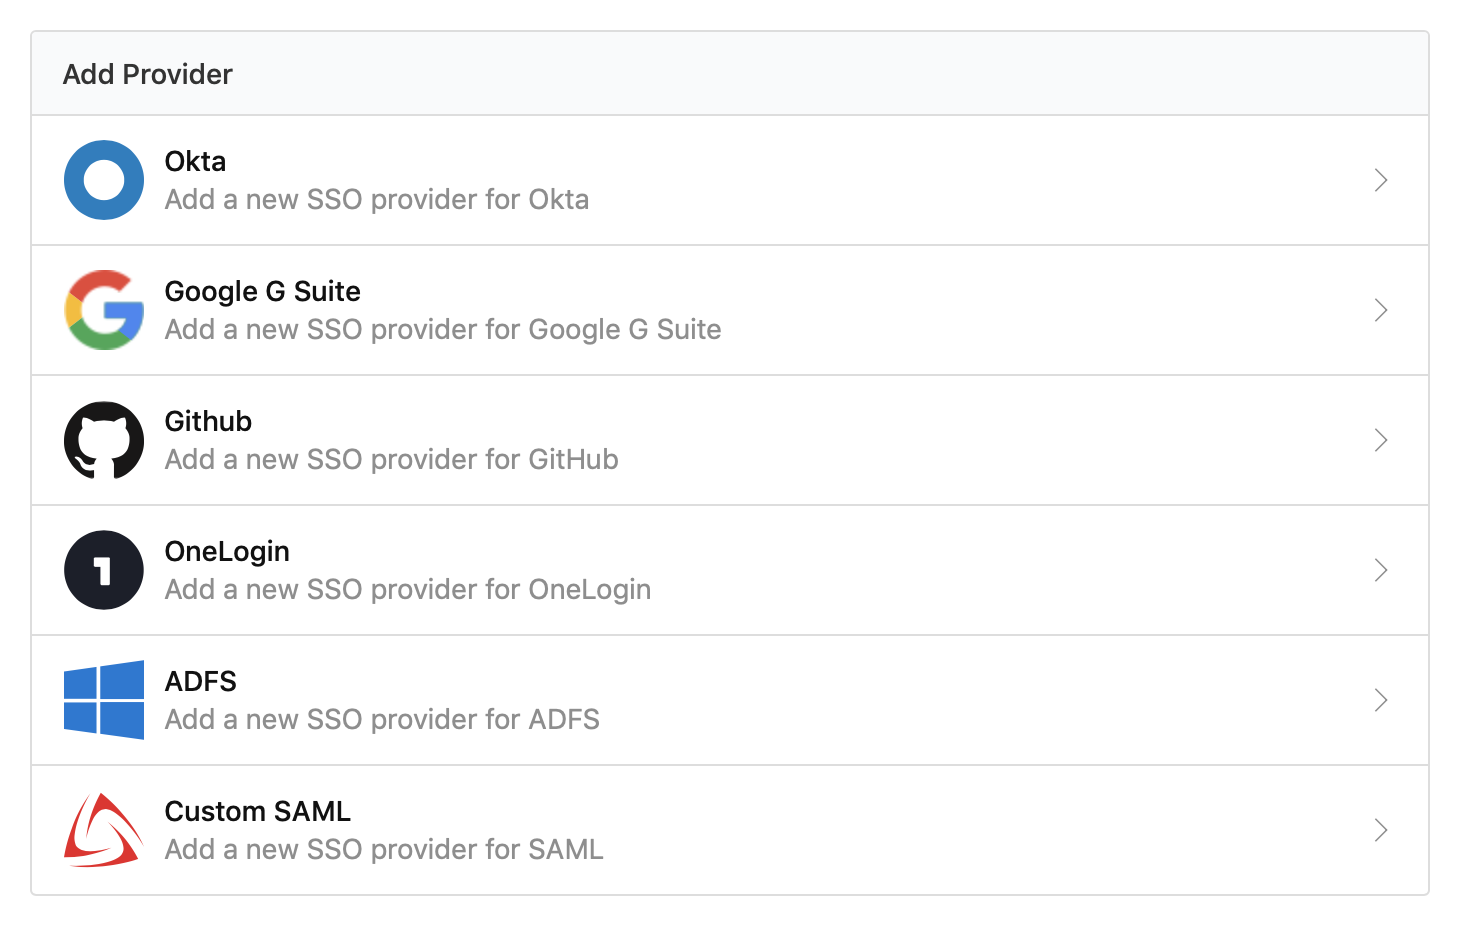 Add Provider
Okta
Add a new SSO provider for Okta
Google G Suite
Add a new SSO provider for Google G Suite
Github
Add a new SSO provider for GitHub
1
OneLogin
Add a new SSO provider for OneLogin
ADFS
Add a new SSO provider for ADFS
Custom SAML
Add a new SSO provider for SAML